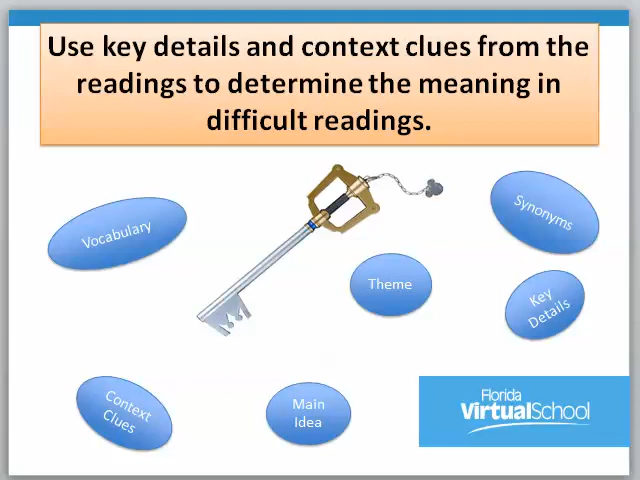 Use key details and context clues from the
readings to determine the meaning in
difficult readings.
Vocabulary
Synonyms
Theme
Key
Details
Context
Clues
Main
Idea
Florida
VirtualSchool